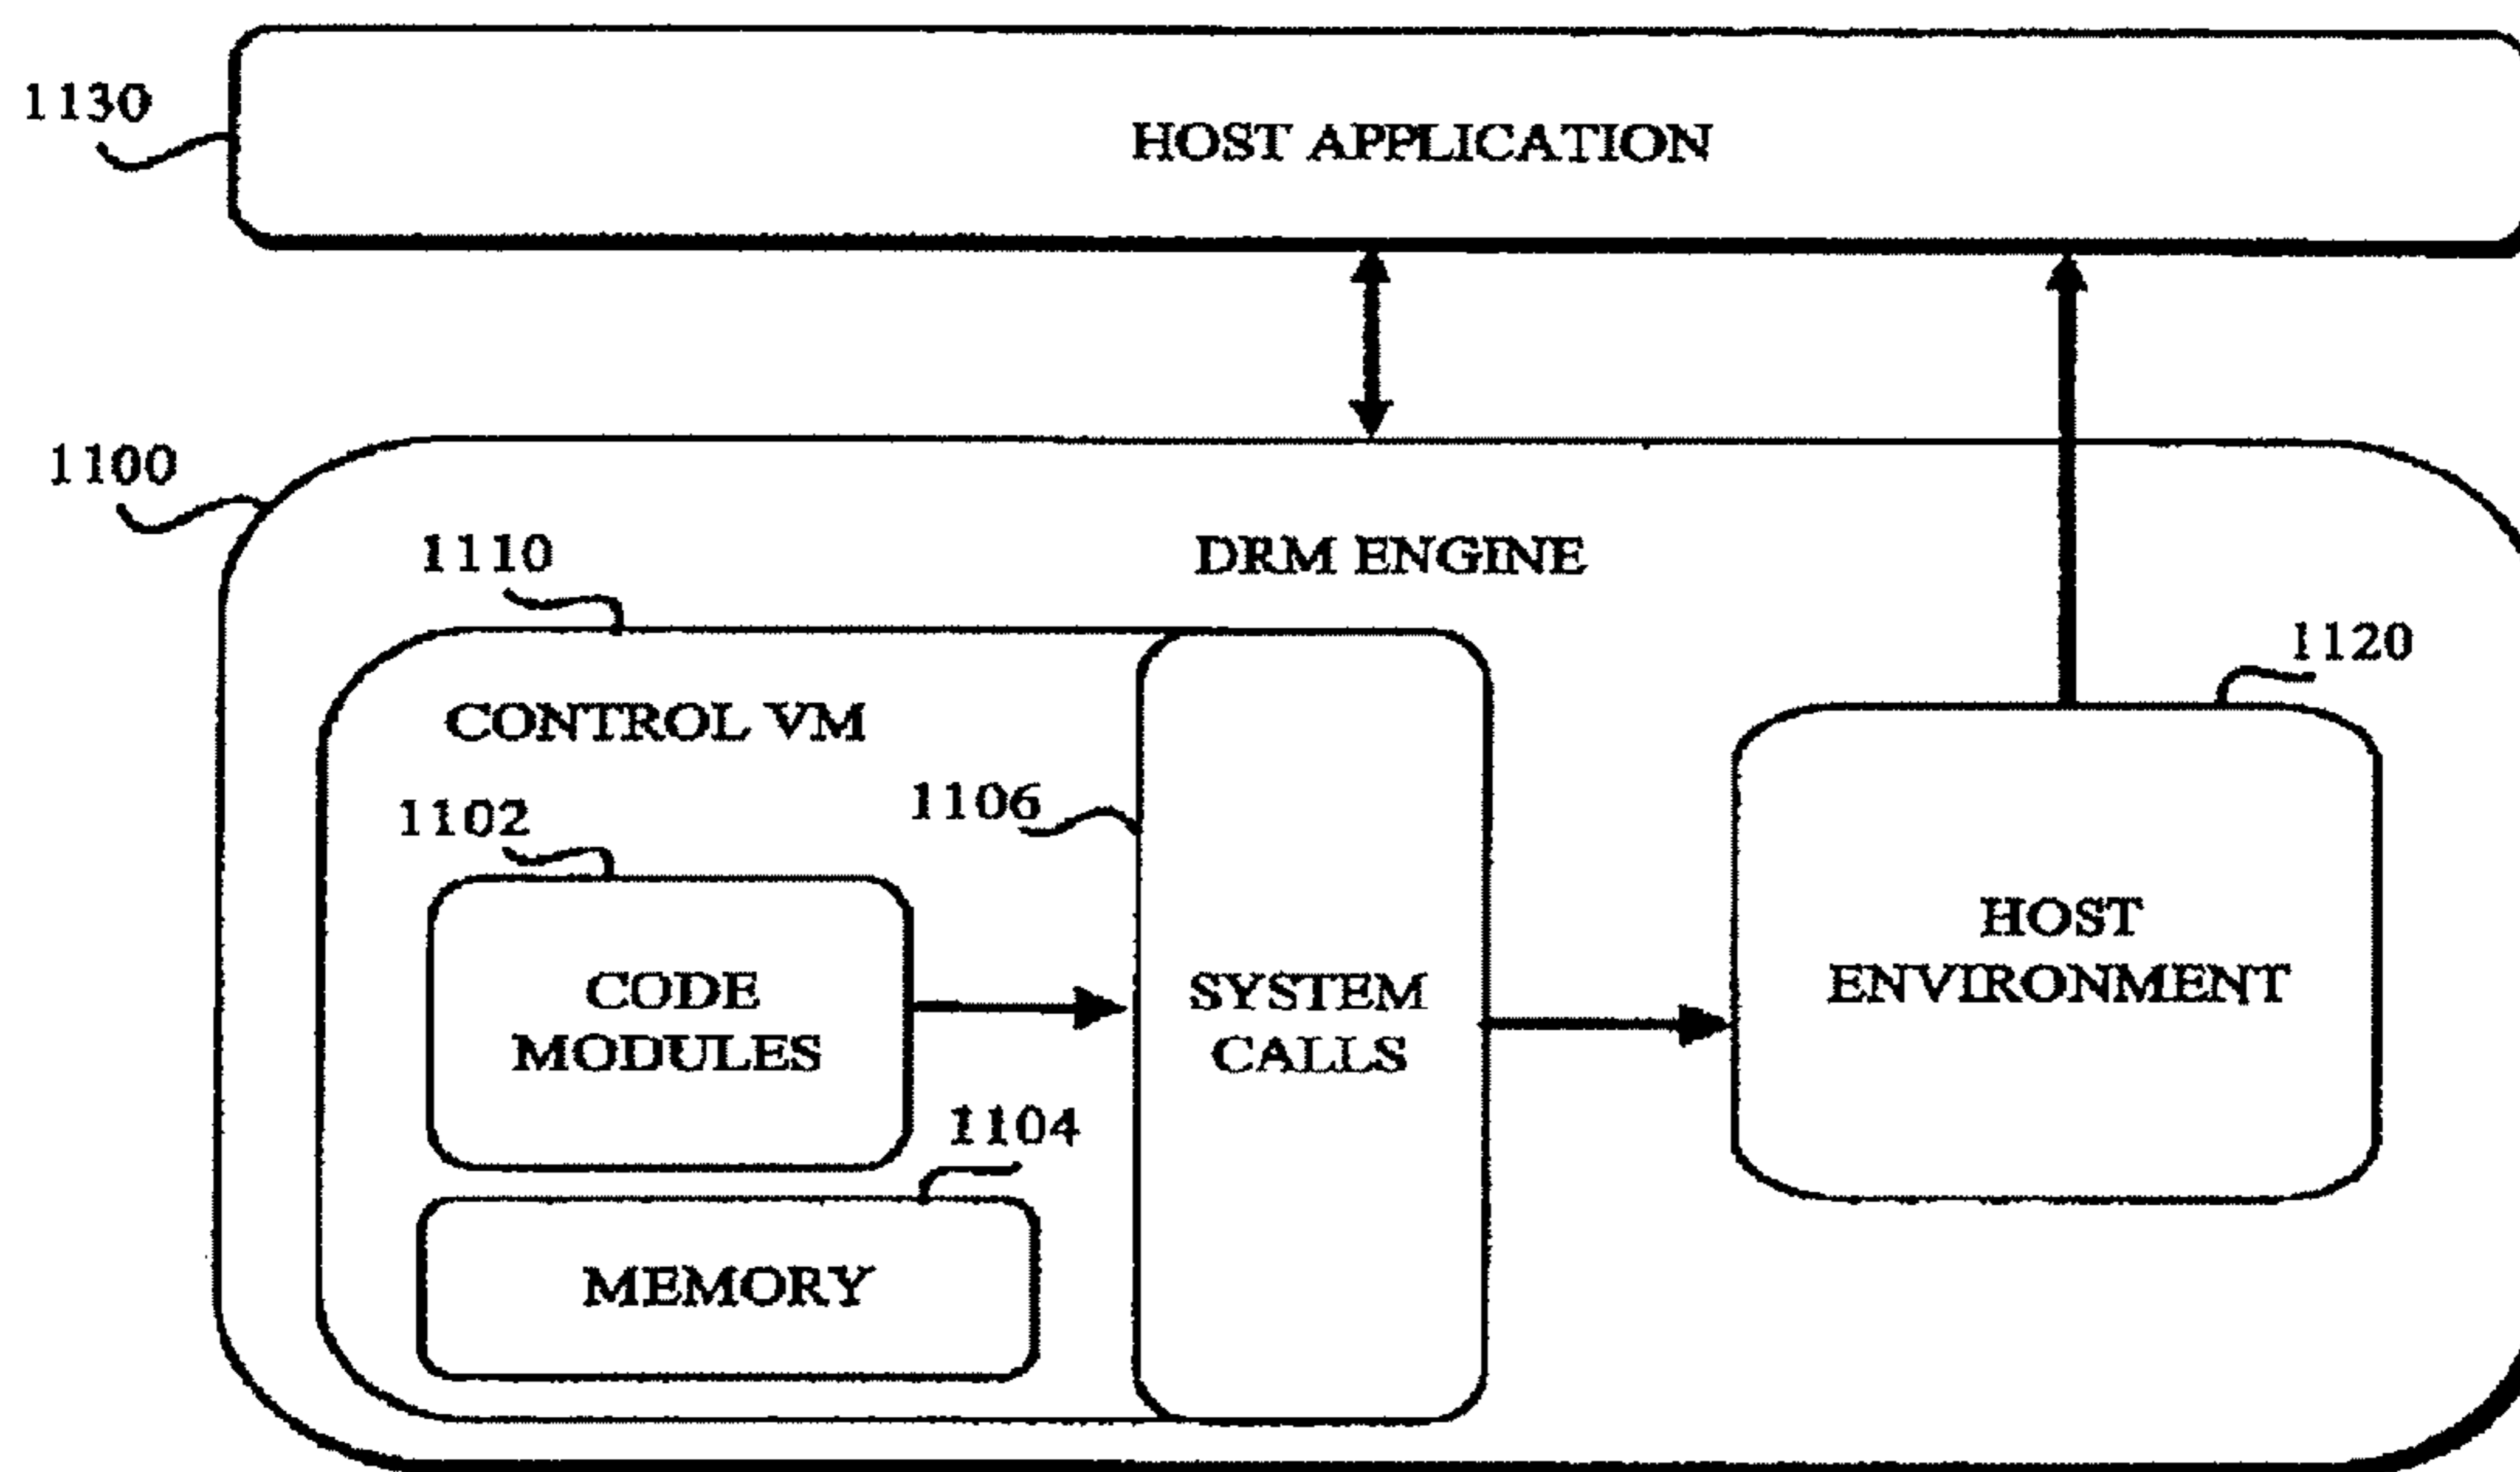 1130
HOST APPLICATION
1100
DRM ENGINE
1110
1120
CONTROL VM
1102
1106
CODE
MODULES
SYSTEM
CALLS
HOST
ENVIRONMENT
1104
MEMORY